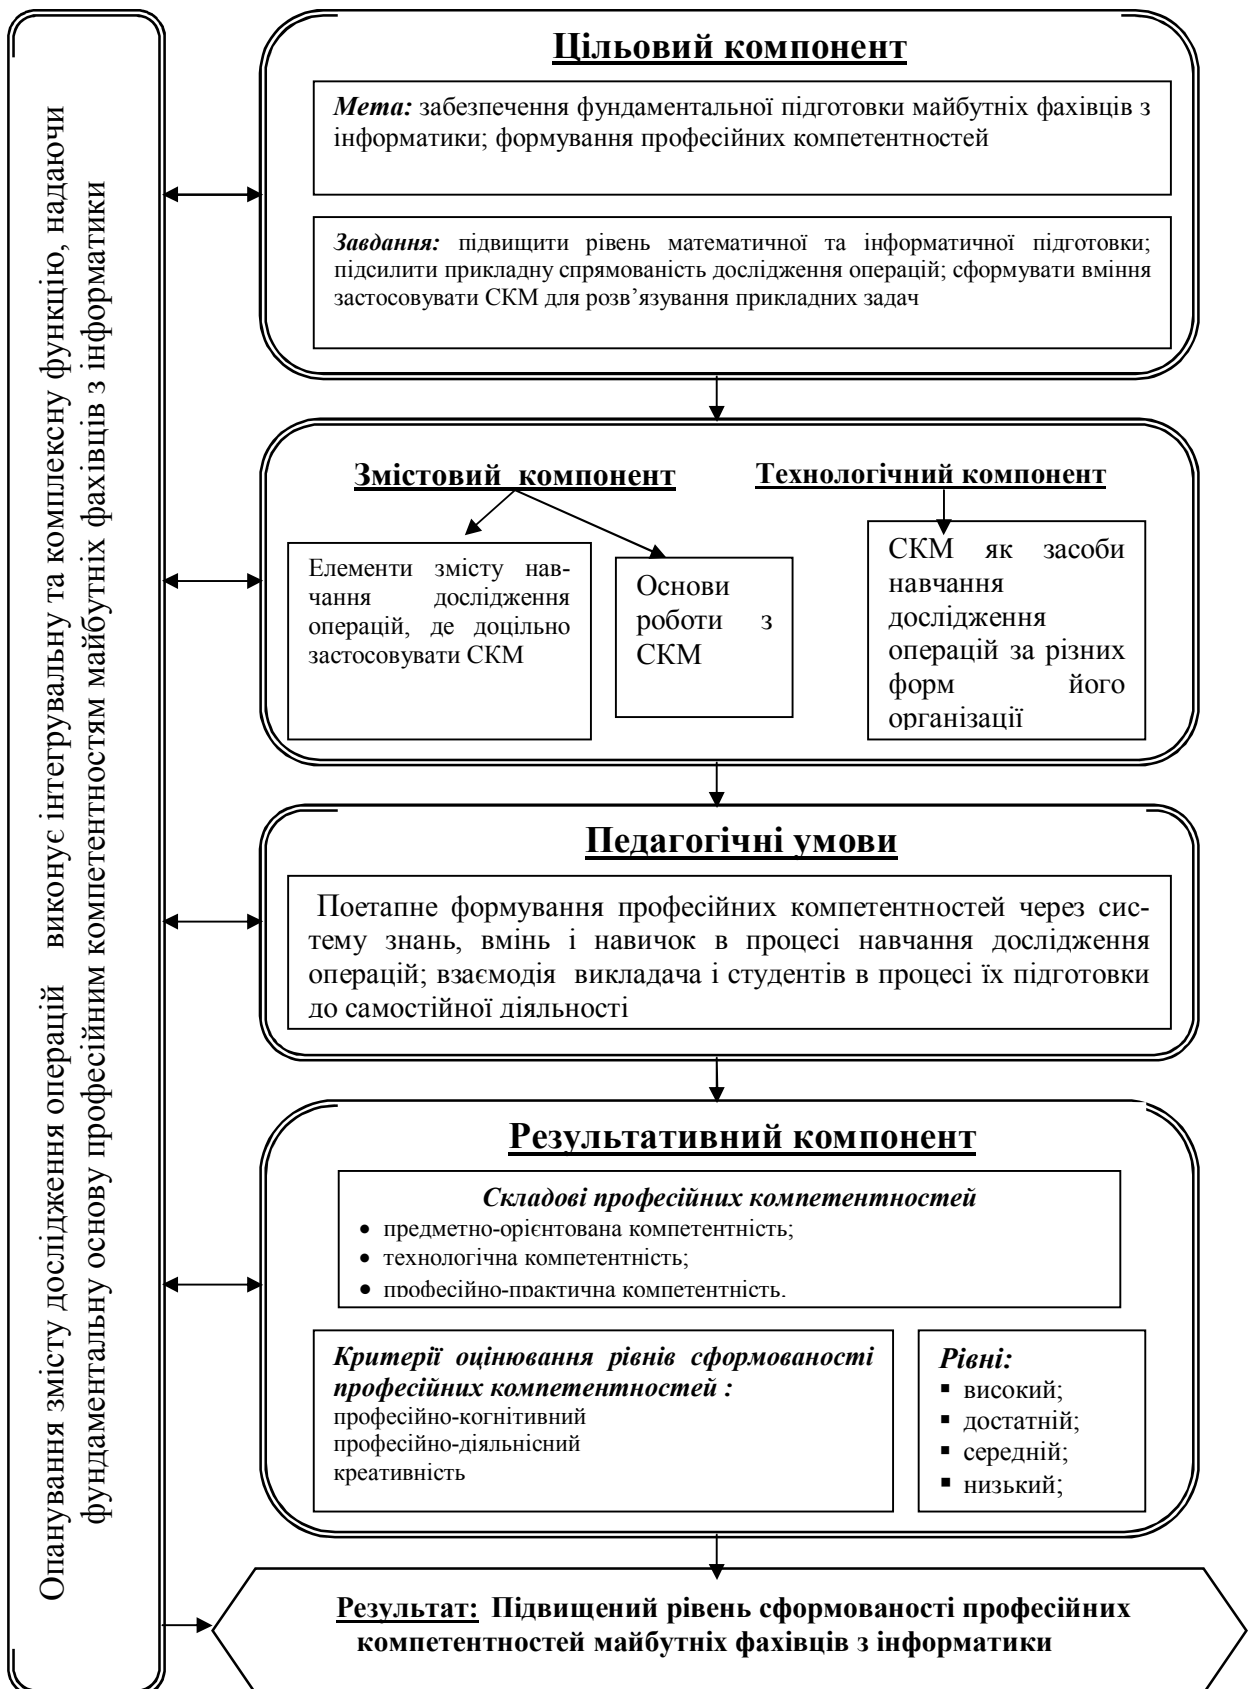 Опанування змісту дослідження операцій виконує інтегрувальну та комплексну функцію, надаючи
фундаментальну основу професійним компетентностям майбутніх фахівців з інформатики
Цільовий компонент
Мета: забезпечення фундаментальної підготовки майбутніх фахівців з
інформатики; формування професійних компетентностей
Завдання: підвищити рівень математичної та інформатичної підготовки;
підсилити прикладну спрямованість дослідження операцій; сформувати вміння
застосовувати СКМ для розв’язування прикладних задач
Змістовий компонент
Елементи змісту нав-
чання дослідження
операцій, де доцільно
застосовувати СКМ
Основи
роботи з
СКМ
Технологічний компонент
СКМ як засоби
навчання
дослідження
операцій за різних
форм його
організації
Педагогічні умови
Поетапне формування професійних компетентностей через сис-
тему знань, вмінь і навичок в процесі навчання дослідження
операцій; взаємодія викладача і студентів в процесі їх підготовки
до самостійної діяльності
Результативний компонент
Складові професійних компетентностей
• предметно-орієнтована компетентність;
• технологічна компетентність;
• професійно-практична компетентність.
Критерії оцінювання рівнів сформованості
професійних компетентностей :
професійно-когнітивний
професійно-діяльнісний
креативність
Рівні:
▪ високий;
▪ достатній;
▪ середній;
▪ низький;
Результат: Підвищений рівень сформованості професійних
компетентностей майбутніх фахівців з інформатики